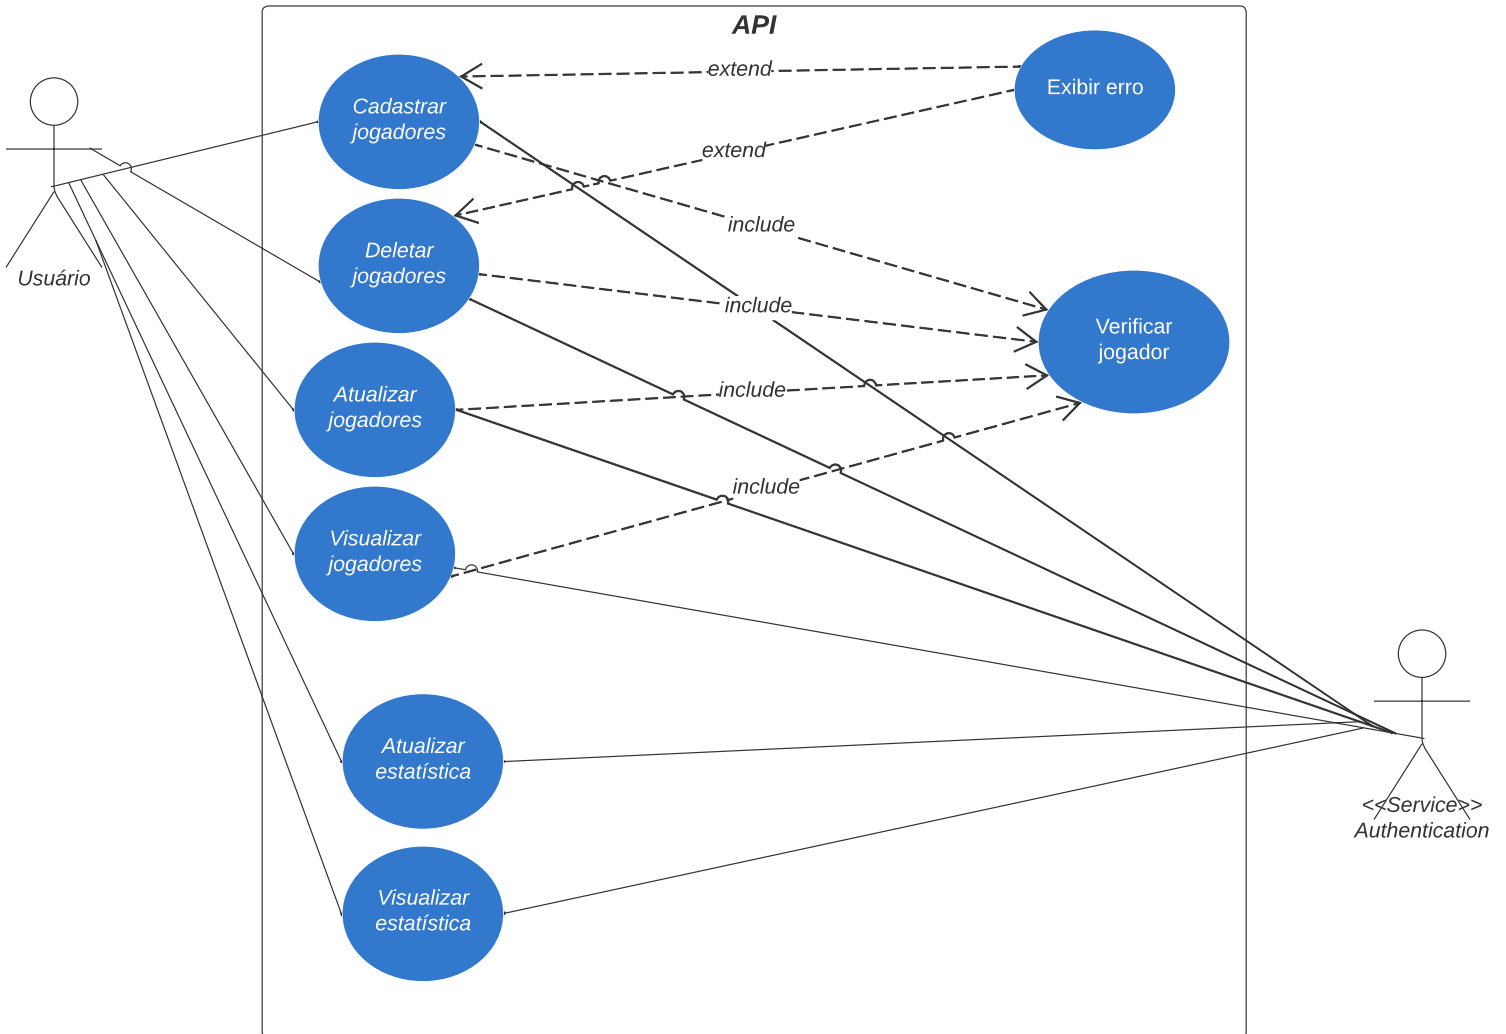 API
extend
Exibir erro
Cadastrar
jogadores
extend
include
Deletar
jogadores
Usuário
include
Verificar
jogador
include
Atualizar
jogadores
include
Visualizar
jogadores
Atualizar
estatística
<<Service>>
Authentication
Visualizar
estatística